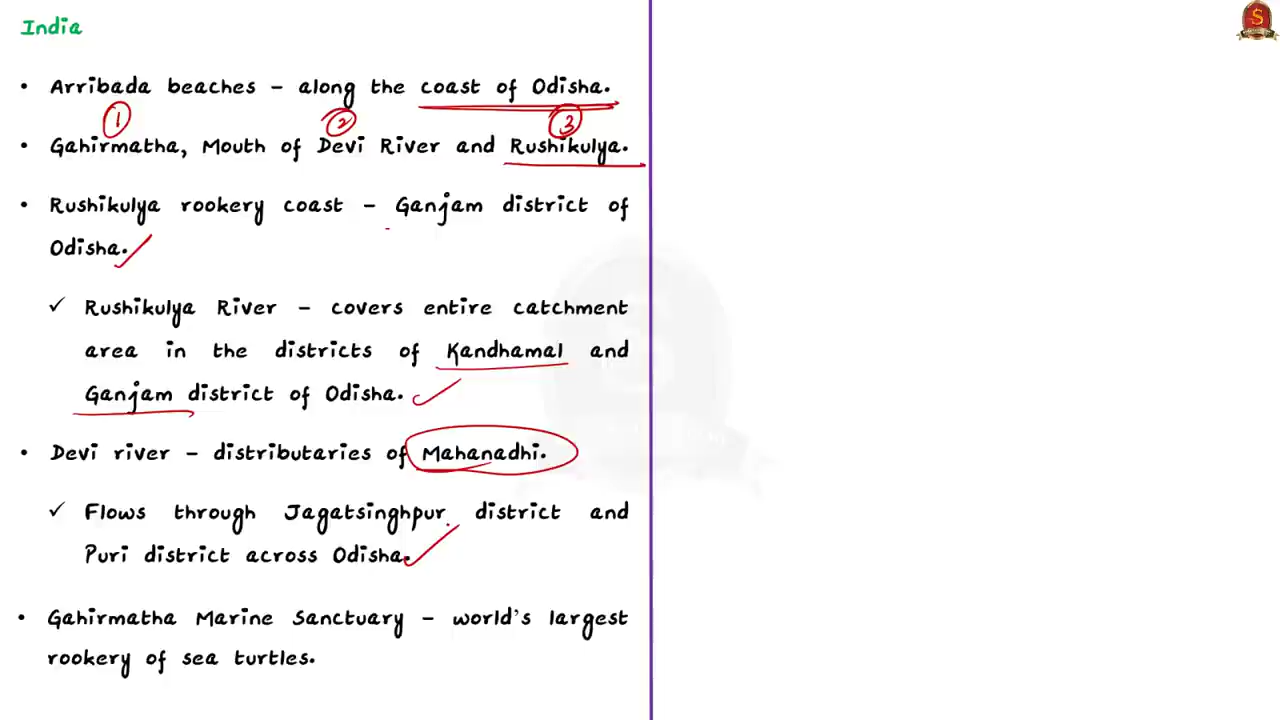 India
• Arribada beaches – along the coast of Odisha.
1 2 3
• Gahirmatha, Mouth of Devi River and Rushikulya.
• Rushikulya rookery coast – Ganjam district of
Odisha.
✓ Rushikulya River – covers entire catchment
area in the districts of Kandhamal and
Ganjam district of Odisha.
• Devi river – distributaries of Mahanadhi.
✓ Flows through Jagatsinghpur district and
Puri district across Odisha.
• Gahirmatha Marine Sanctuary – world's largest
rookery of sea turtles.